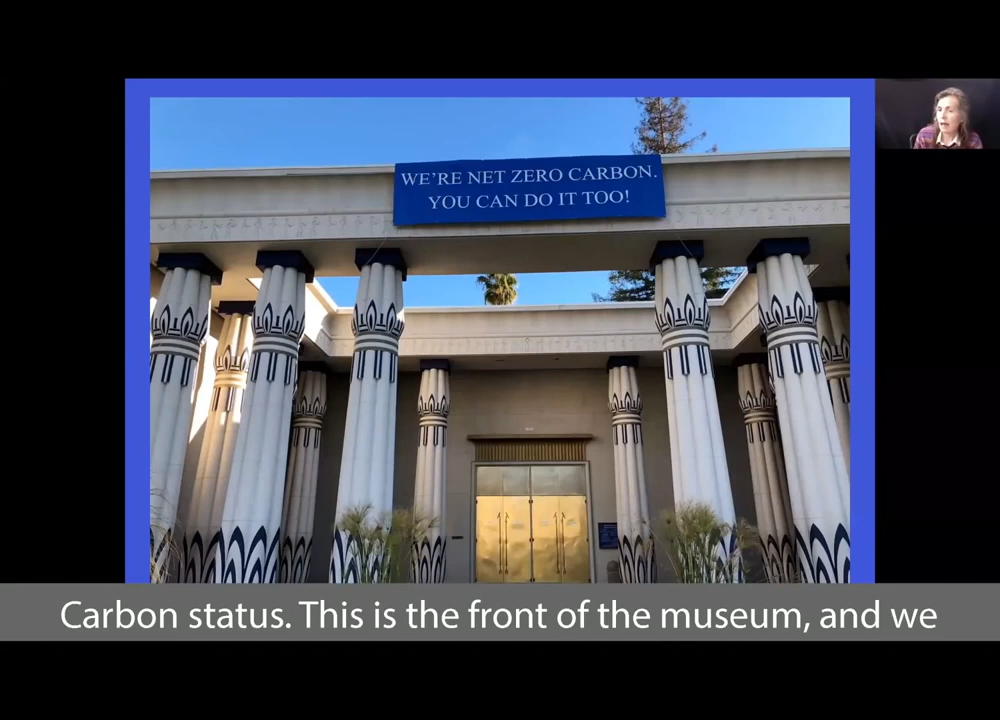 WE'RE NET ZERO CARBON.
YOU CAN DO IT TOO!
Carbon status. This is the front of the museum, and we